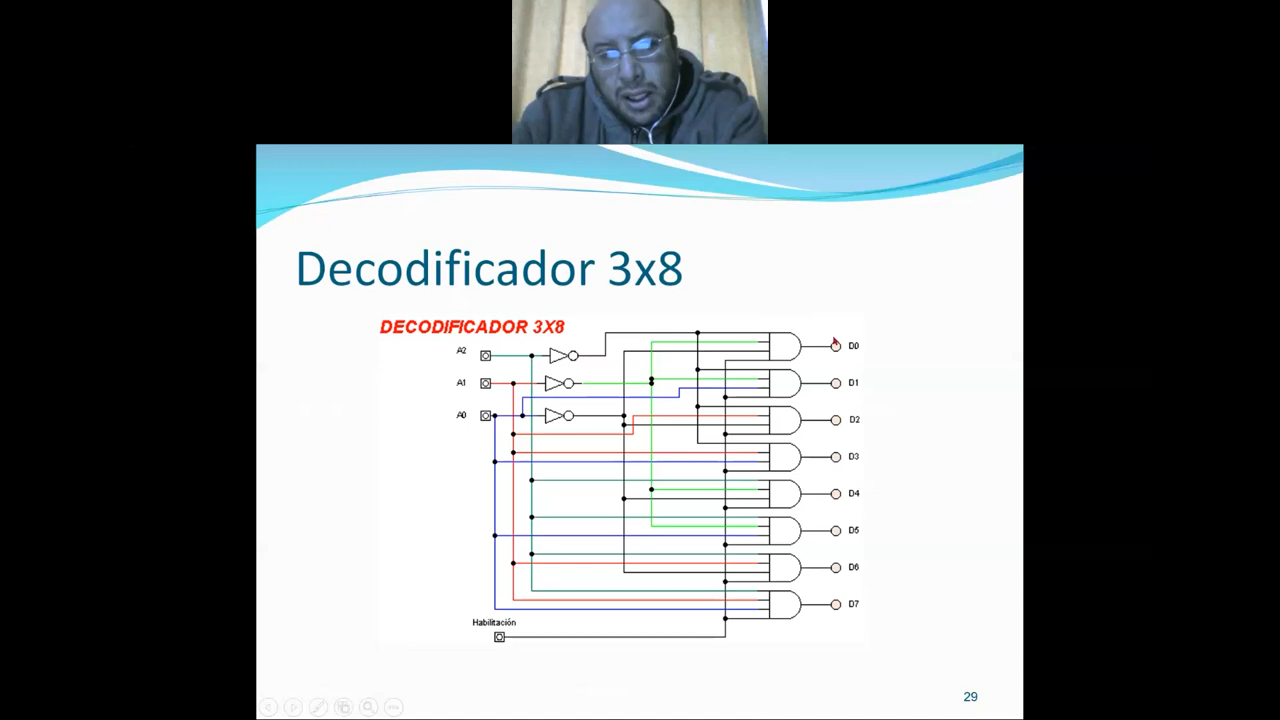 Decodificador 3x8
DECODIFICADOR 3X8
A2
A1
A0
D0
D1
D2
D3
D4
D5
D6
D7
Habilitación
29